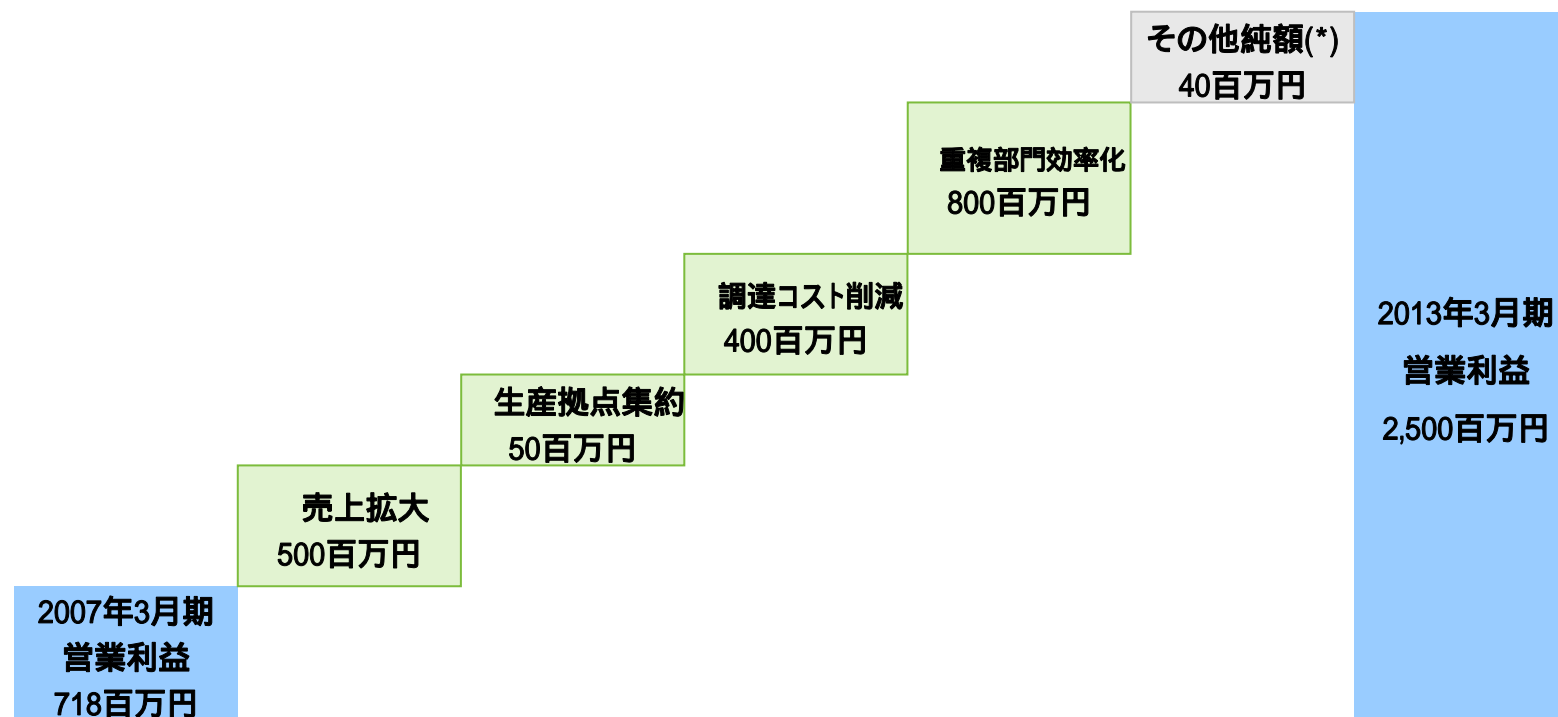 その他純額(*)
40百万円
重複部門効率化
800百万円
調達コスト削減
400百万円
生産拠点集約
50百万円
売上拡大
500百万円
2007年3月期
営業利益
718百万円
2013年3月期
営業利益
2,500百万円